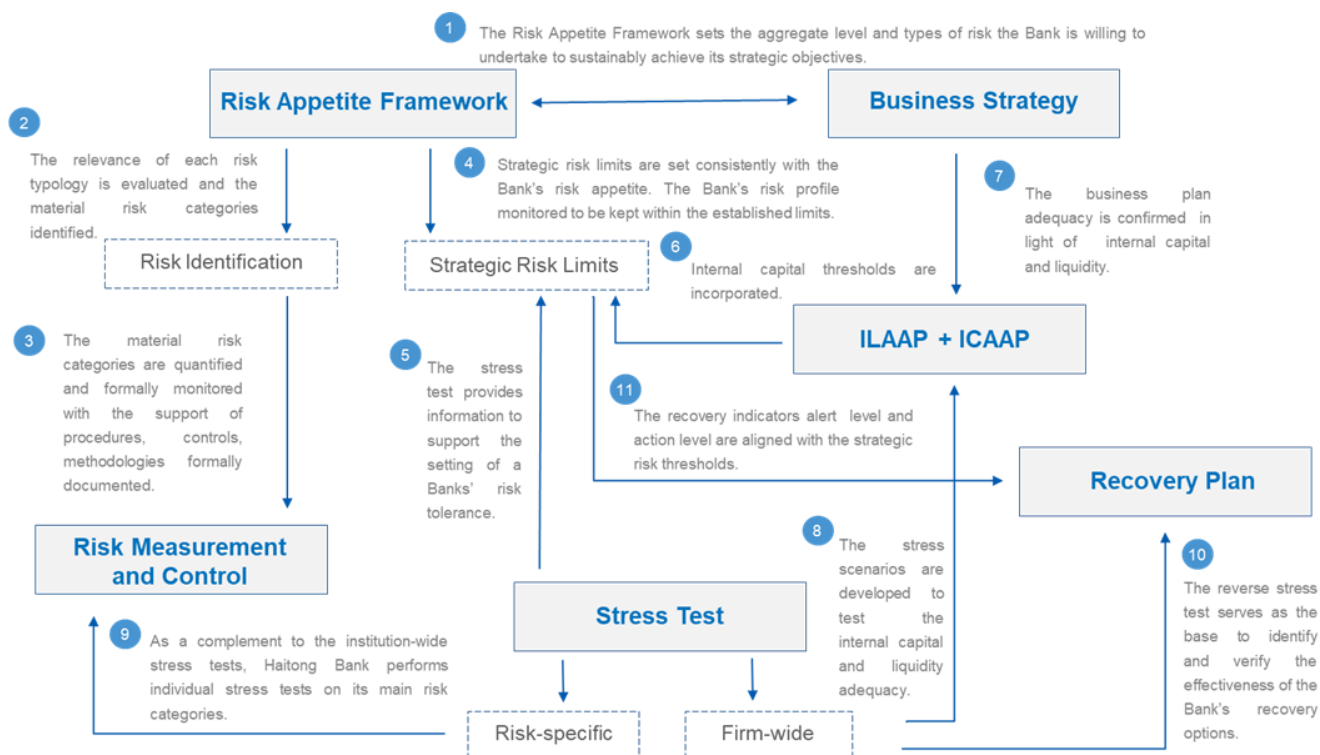 1
The Risk Appetite Framework sets the aggregate level and types of risk the Bank is willing to
undertake to sustainably achieve its strategic objectives.
Risk Appetite Framework
Business Strategy
2
The relevance of each risk
typology is evaluated and the
material risk categories
identified.
4
Strategic risk limits are set consistently with the
Bank's risk appetite. The Bank's risk profile
monitored to be kept within the established limits.
7
The business plan
adequacy is confirmed in
light of internal capital
and liquidity.
Risk Identification
Strategic Risk Limits
6
Internal capital thresholds are
incorporated.
ILAAP + ICAAP
3
The material risk
categories are quantified
and formally monitored
with the support of
procedures, controls,
methodologies formally
documented.
5
The stress
test provides
information to
support the
setting of a
Banks' risk
tolerance.
11
The recovery indicators alert level and
action level are aligned with the strategic
risk thresholds.
Recovery Plan
Risk Measurement
and Control
8
The stress
scenarios are
developed to
test the
internal capital
and liquidity
adequacy.
10
The reverse stress
test serves as the
base to identify
and verify the
effectiveness of the
Bank's recovery
options.
Stress Test
9
As a complement to the institution-wide
stress tests, Haitong Bank performs
individual stress tests on its main risk
categories.
Risk-specific
Firm-wide